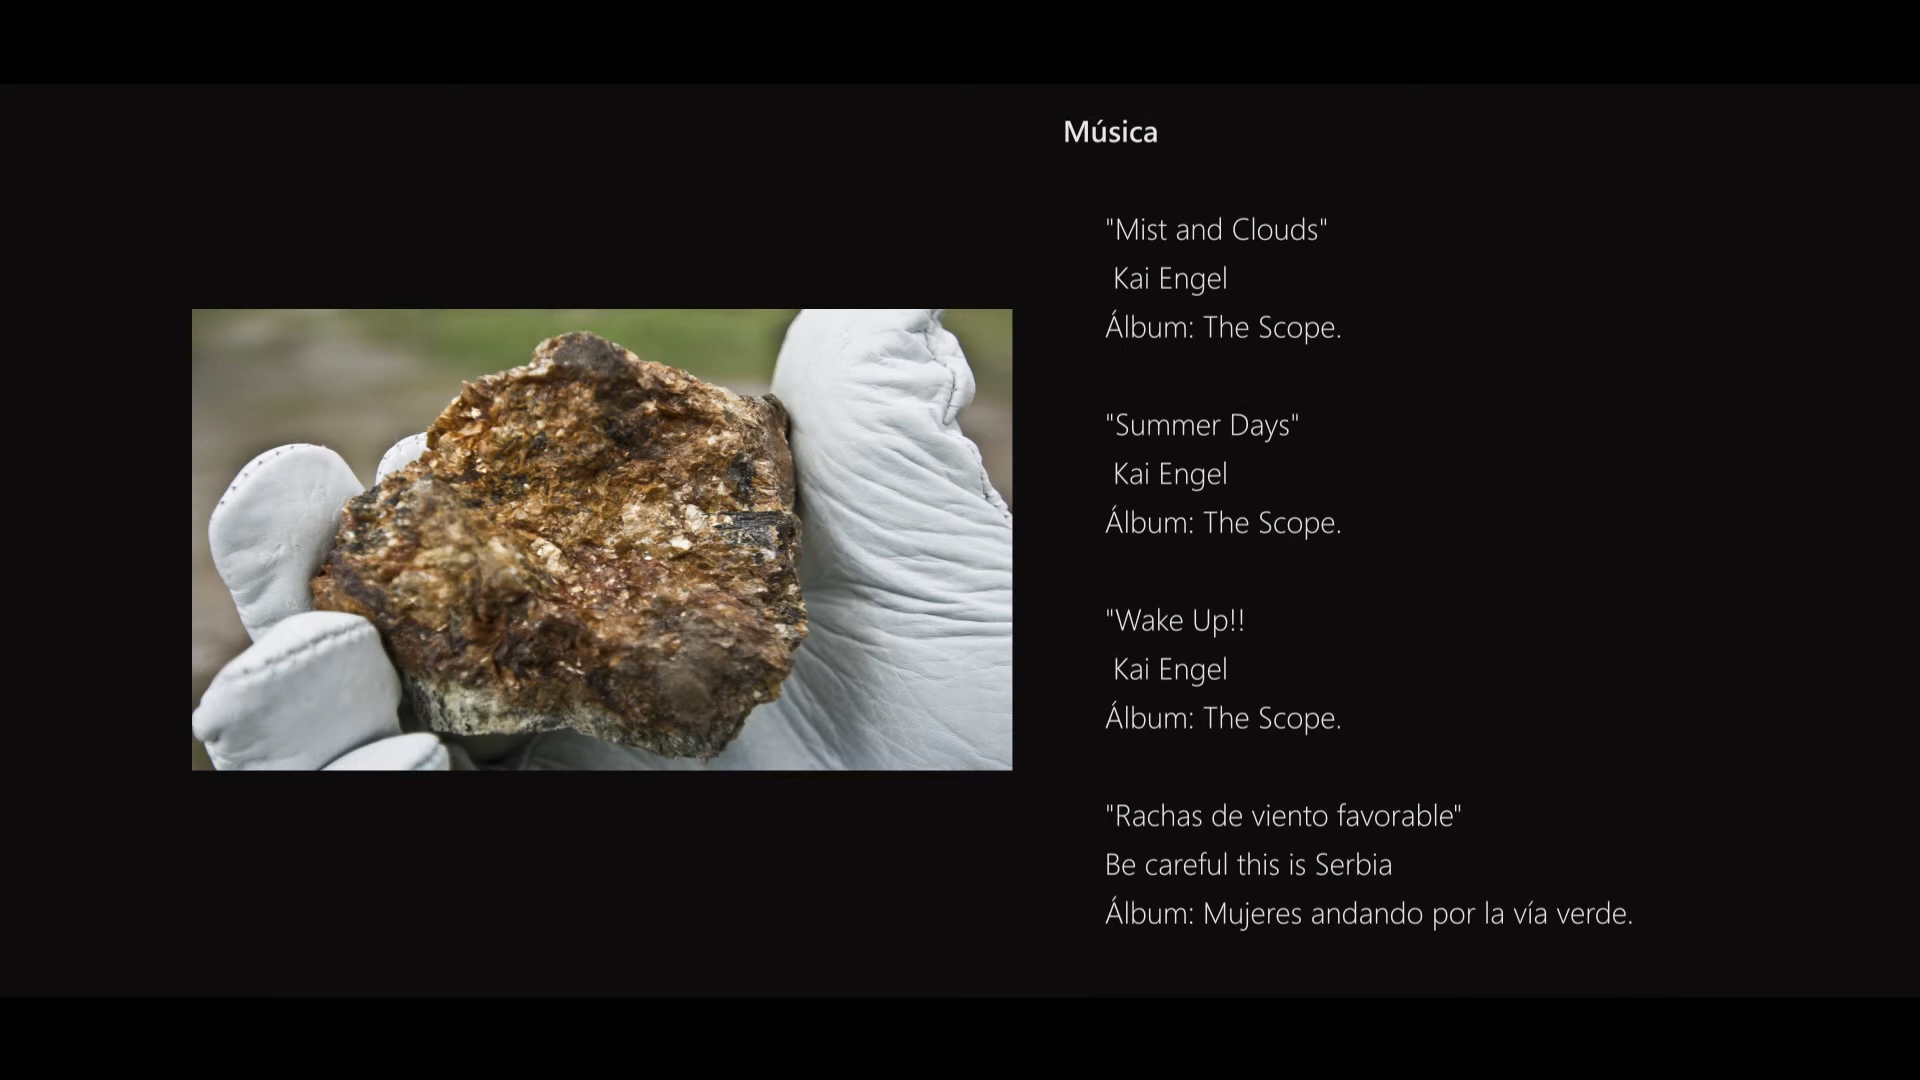 Música
"Mist and Clouds"
Kai Engel
Álbum: The Scope.
"Summer Days"
Kai Engel
Álbum: The Scope.
"Wake Up!!
Kai Engel
Álbum: The Scope.
"Rachas de viento favorable"
Be careful this is Serbia
Álbum: Mujeres andando por la vía verde.